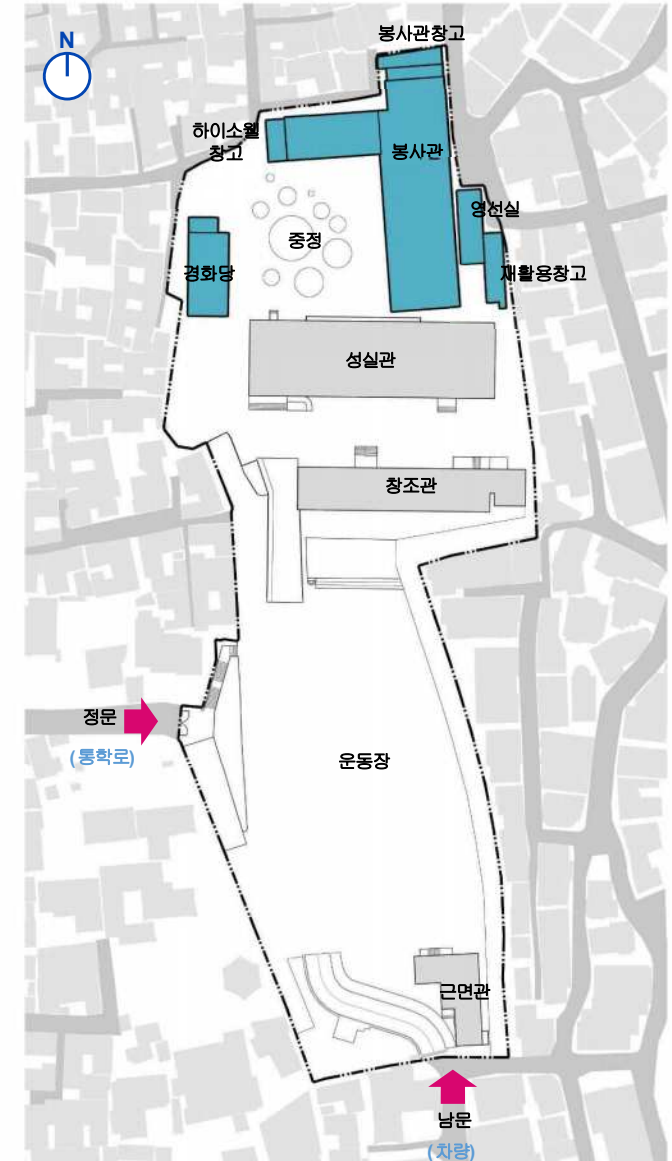 봉사관창고
N
하이소웰
창고
봉사관
영선실
중정
경화당
재활용창고
성실관
창조관
정문
(통학로)
운동장
근면관
남문
(차량)